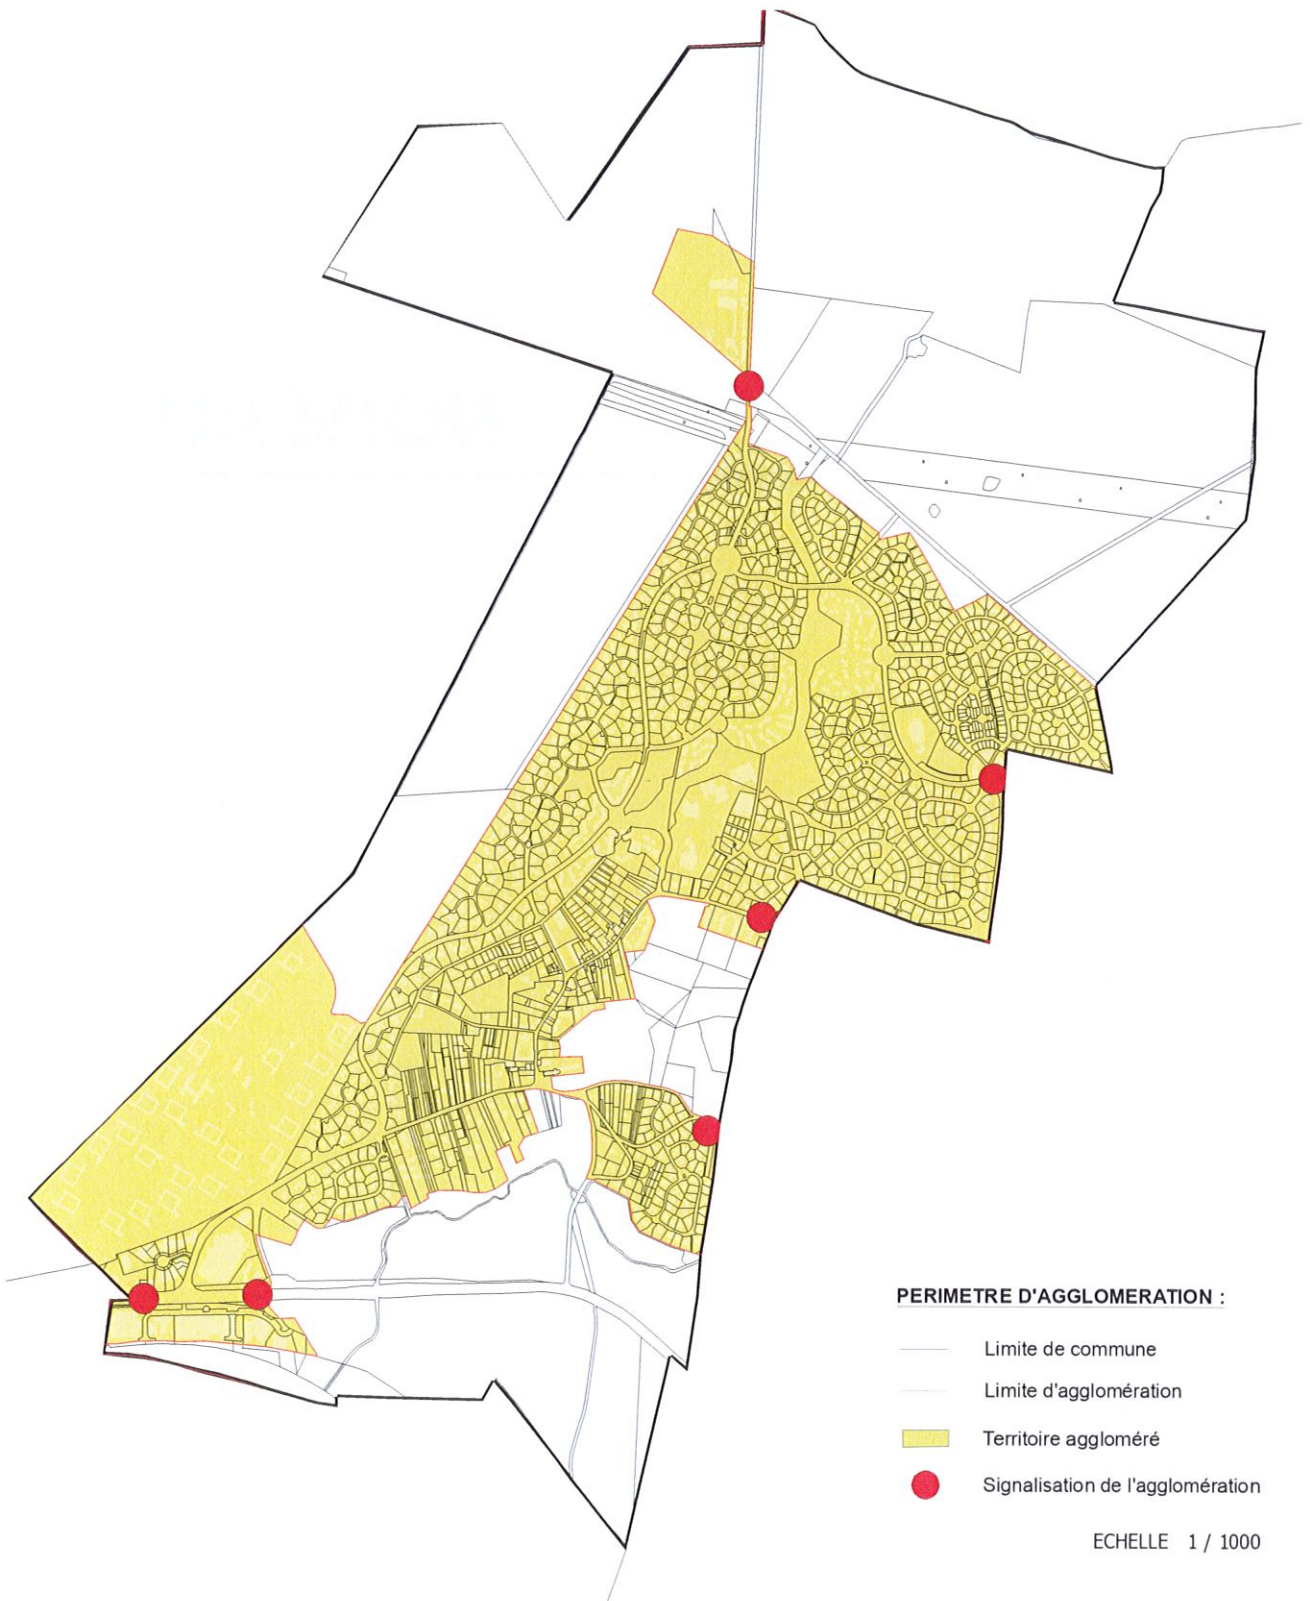 PERIMETRE D'AGGLOMERATION :
Limite de commune
Limite d'agglomération
Territoire aggloméré
Signalisation de l'agglomération
ECHELLE 1 / 1000